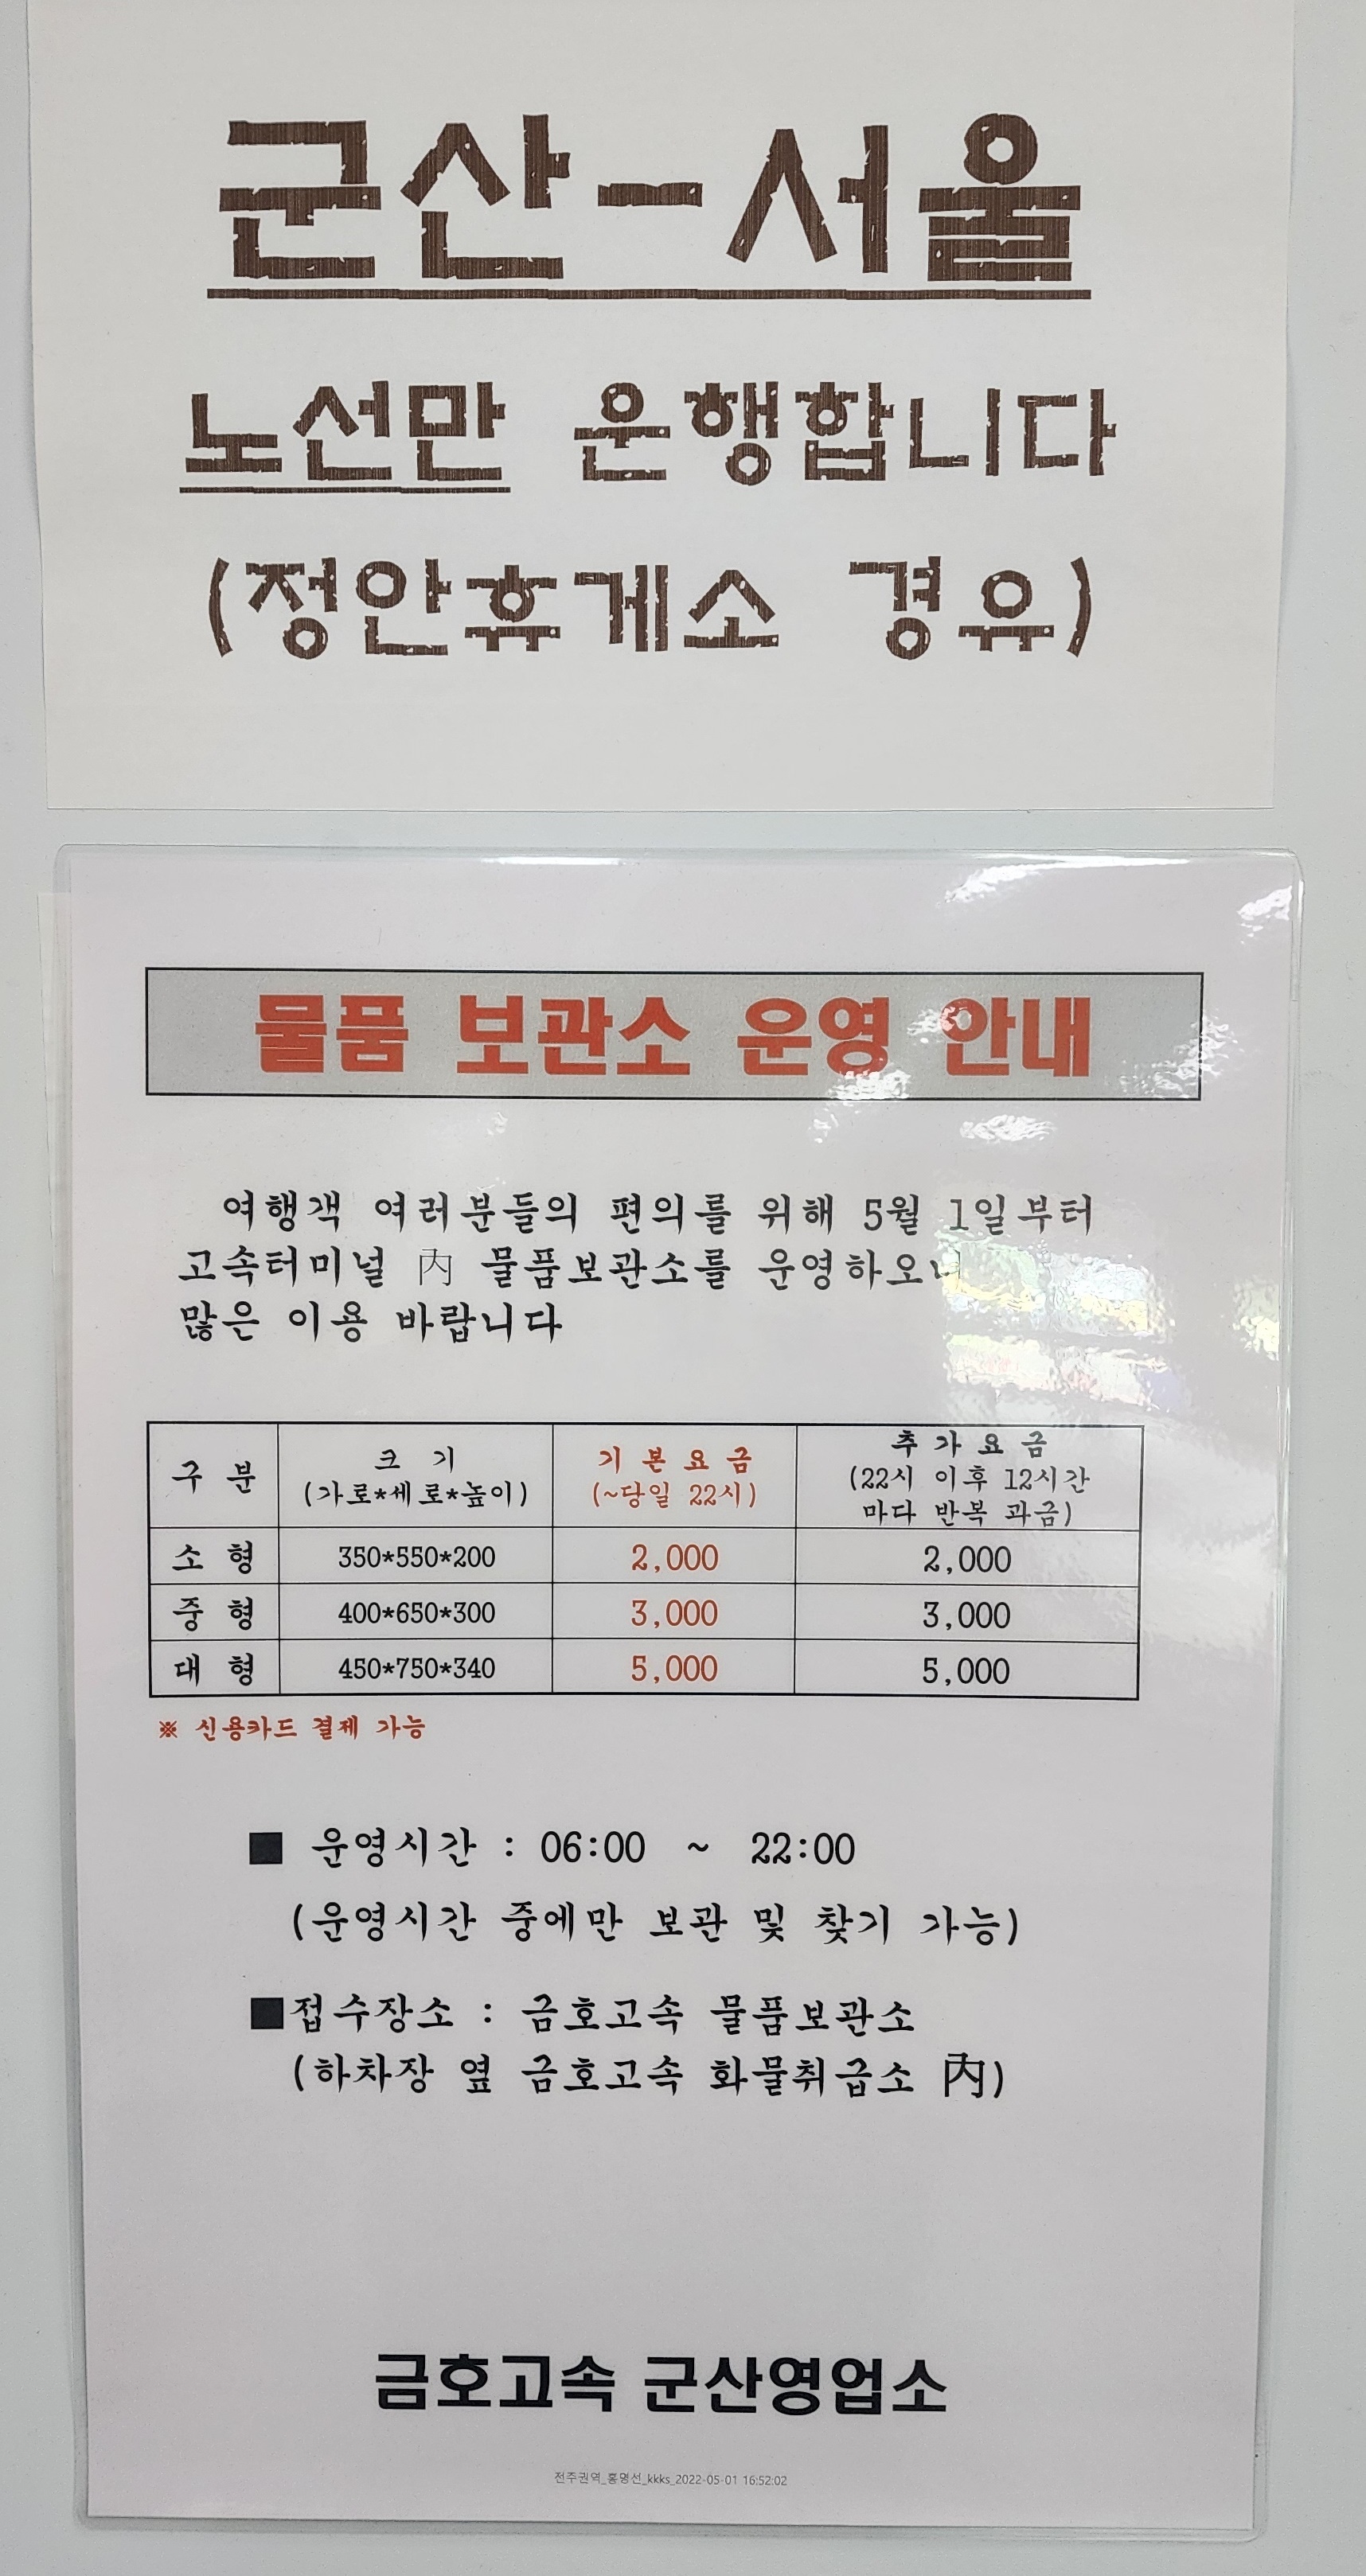 군산-서울
노선만 운행합니다
(정안휴게소 경유)
물품 보관소 운영 안내
여행객 여러분들의 편의를 위해 5월 1일부터
고속터미널 內 물품보관소를 운영하오니
많은 이용 바랍니다
구 분
크 기
(가로*세로*높이)
기 본 요 금
(~당일 22시)
추 가 요 금
(22시 이후 12시간
마다 반복 과금)
소 형 350*550*200 2,000 2,000
중 형 400*650*300 3,000 3,000
대 형 450*750*340 5,000 5,000
※ 신용카드 결제 가능
■ 운영시간 : 06:00 ~ 22:00
(운영시간 중에만 보관 및 찾기 가능)
■접수장소 : 금호고속 물품보관소
(하차장 옆 금호고속 화물취급소 內)
금호고속 군산영업소
전주권역_홍명선_kkks_2022-05-01 16:52:02